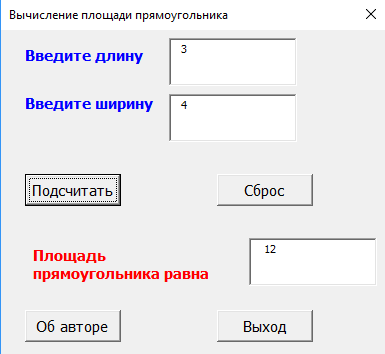 Вычисление площади прямоугольника
Введите длину
3
Введите ширину
4
Подсчитать
Сброс
Площадь
прямоугольника равна
12
Об авторе
Выход